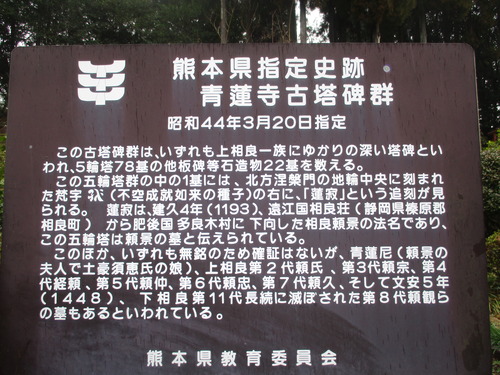 熊本県指定史跡
青蓮寺古塔碑群
昭和44年3月20日指定
この古塔碑群は、いずれも上相良一族にゆかりの深い塔碑とい
われ、5輪塔78基の他板碑等石造物22基を数える。
この五輪塔群の中の1基には、北方涅槃門の地輪中央に刻まれ
た梵字 (不空成就如来の種子)の右に、「蓮寂」という追刻が見
られる。 蓮寂は、建久4年(1193)、遠江国相良荘(静岡県榛原郡
相良町) から肥後国多良木村に下向した相良頼景の法名であり、
この五輪塔は頼景の墓と伝えられている。
このほか、いずれも無銘のため確証はないが、青蓮尼(頼景の
夫人で土豪須恵氏の娘)、上相良第2代頼氏、第3代頼宗、第4
代経頼、第5代頼仲、第6代頼忠、第7代頼久、そして文安5年
(1448)、下相良第11代長続に滅ぼされた第8代頼観ら
の墓もあるといわれている。
熊本県教育委員会